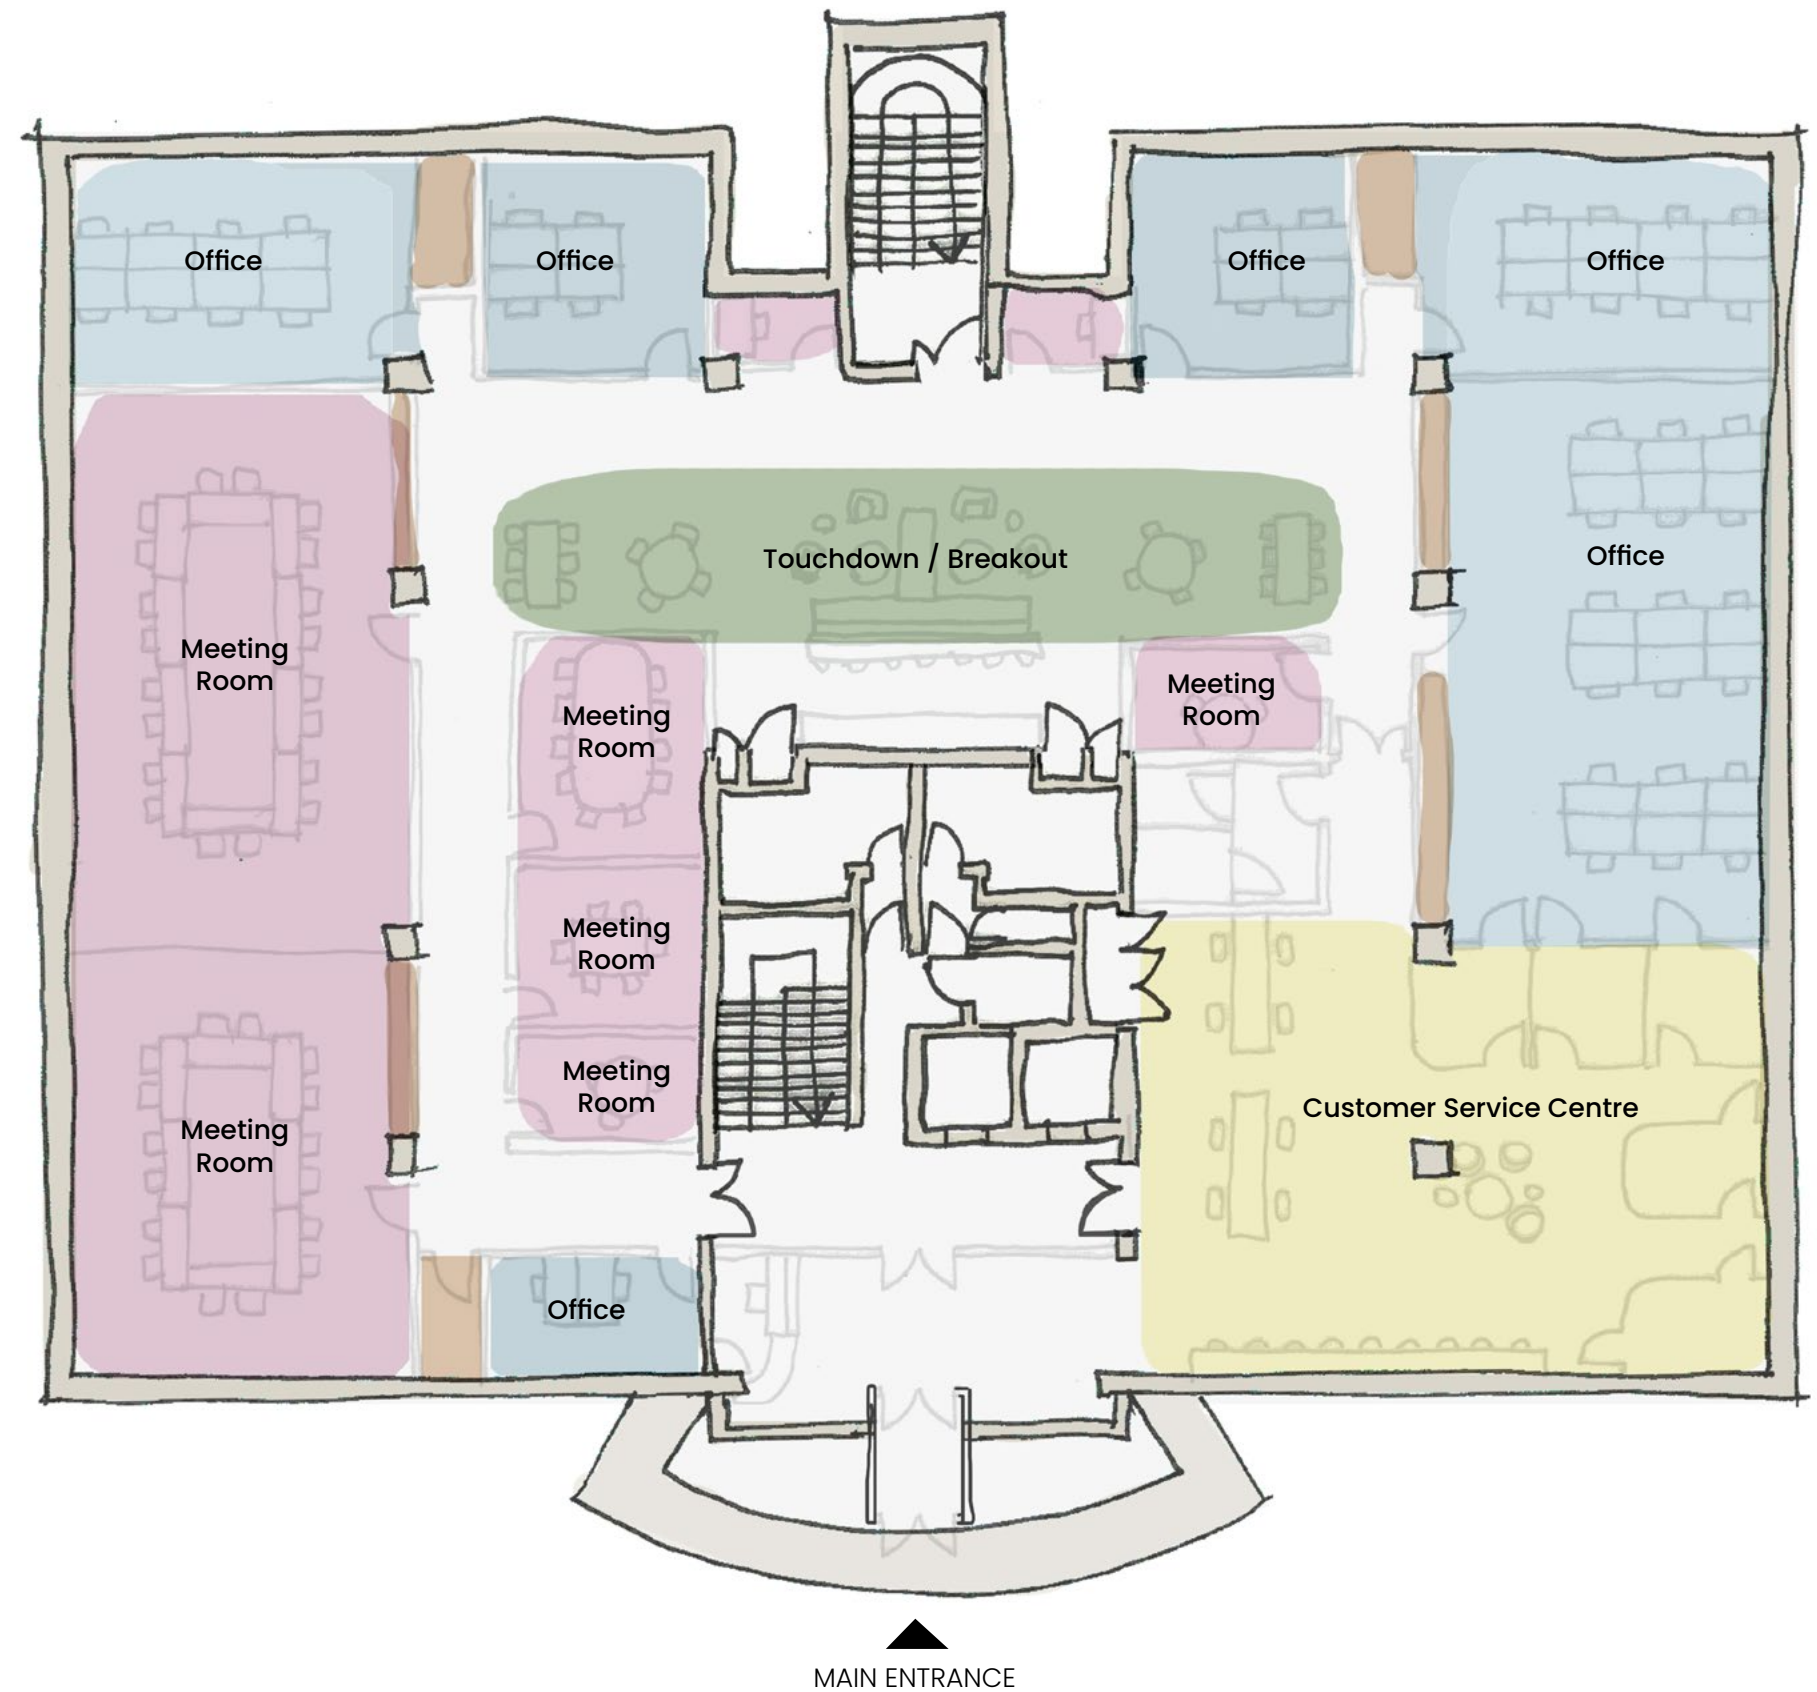 Office
Office
Office
Office
Touchdown / Breakout
Office
Meeting
Room
Meeting
Room
Meeting
Room
Meeting
Room
Meeting
Room
Customer Service Centre
Meeting
Room
Office
MAIN ENTRANCE